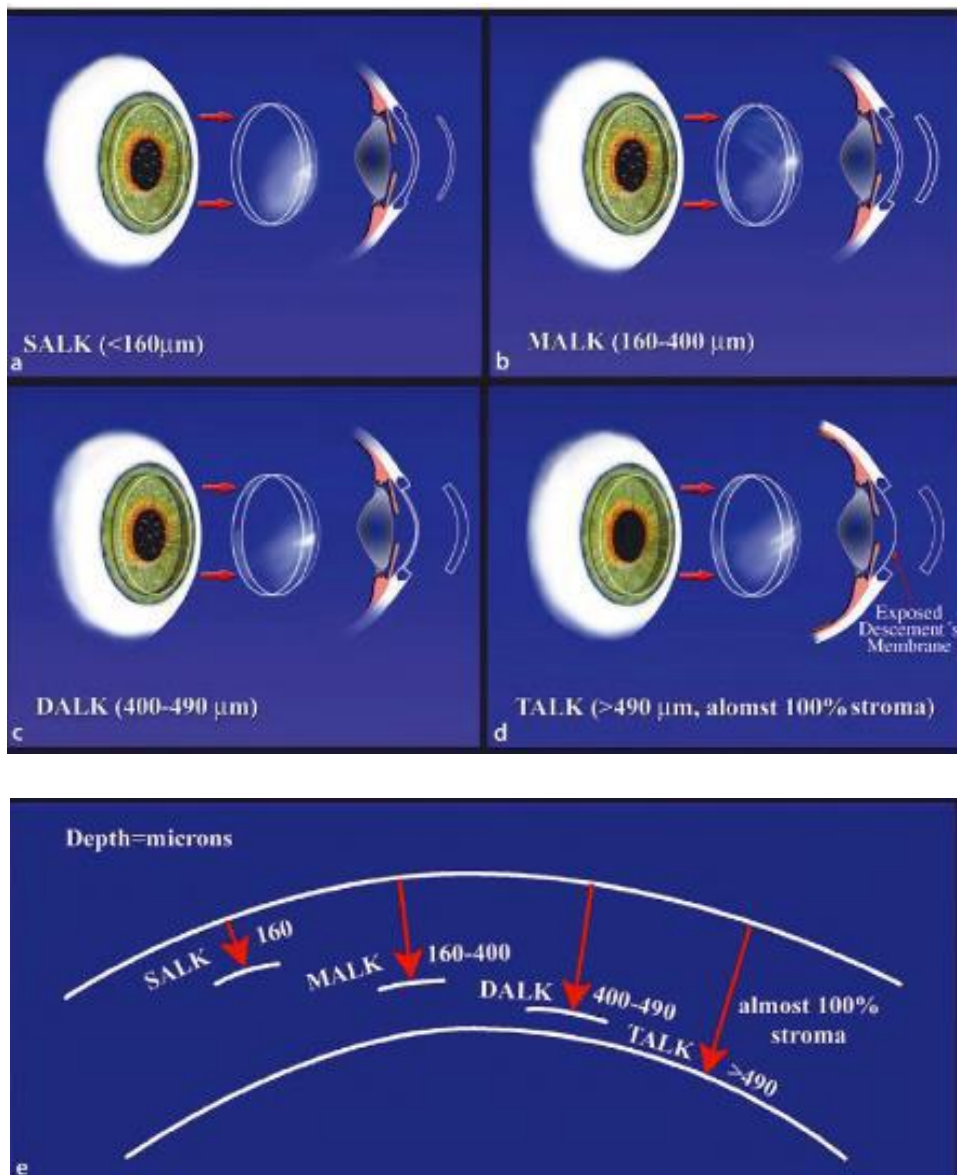 SALK (<160μm)
a
MALK (160-400 μm)
b
DALK (400-490 μm)
c
Exposed
Descement´s
Membrane
TALK (>490 μm, alomst 100% stroma)
d
Depth=microns
SALK 160
MALK 160-400
DALK 400-490
TALK >490
almost 100%
stroma
e